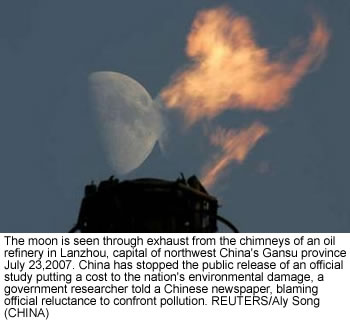 The moon is seen through exhaust from the chimneys of an oil
refinery in Lanzhou, capital of northwest China's Gansu province
July 23,2007. China has stopped the public release of an official
study putting a cost to the nation's environmental damage, a
government researcher told a Chinese newspaper, blaming
official reluctance to confront pollution. REUTERS/Aly Song
(CHINA)